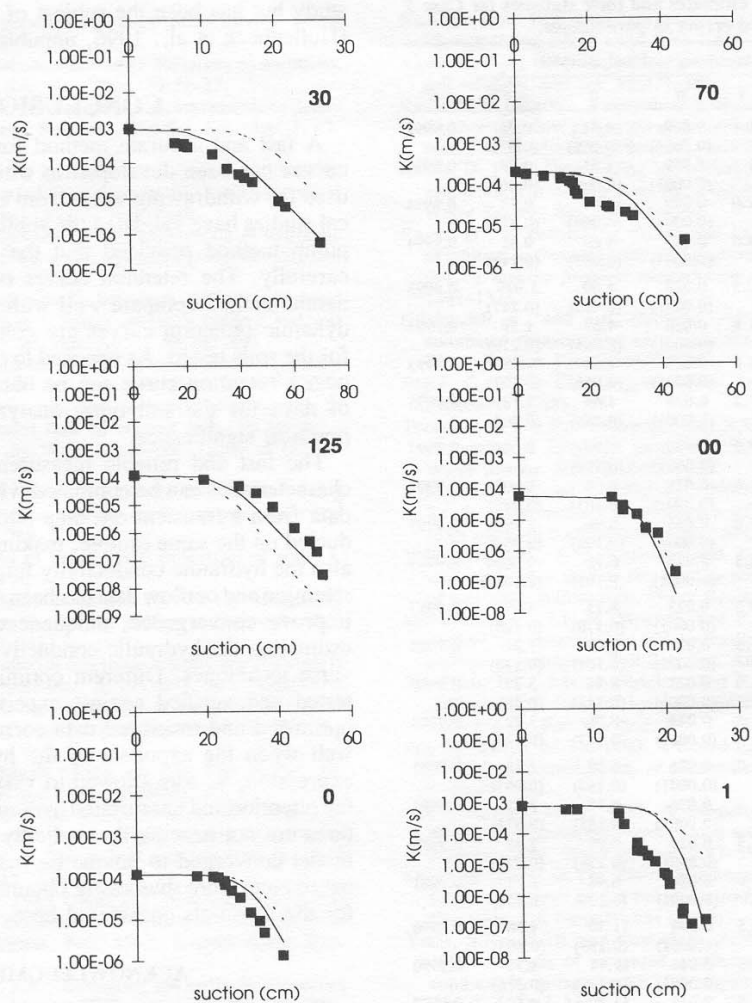 0 10 20 30
1.00E+00
1.00E-01
1.00E-02
1.00E-03
1.00E-04
1.00E-05
1.00E-06
1.00E-07
K(m/s)
30
suction (cm)
0 20 40 60
1.00E+00
1.00E-01
1.00E-02
1.00E-03
1.00E-04
1.00E-05
1.00E-06
K(m/s)
70
suction (cm)
0 20 40 60 80
1.00E+00
1.00E-01
1.00E-02
1.00E-03
1.00E-04
1.00E-05
1.00E-06
1.00E-07
1.00E-08
1.00E-09
K(m/s)
125
suction (cm)
0 20 40 60
1.00E+00
1.00E-01
1.00E-02
1.00E-03
1.00E-04
1.00E-05
1.00E-06
1.00E-07
1.00E-08
K(m/s)
00
suction (cm)
0 20 40 60
1.00E+00
1.00E-01
1.00E-02
1.00E-03
1.00E-04
1.00E-05
1.00E-06
K(m/s)
0
suction (cm)
0 10 20 30
1.00E+00
1.00E-01
1.00E-02
1.00E-03
1.00E-04
1.00E-05
1.00E-06
1.00E-07
1.00E-08
K(m/s)
1
suction (cm)